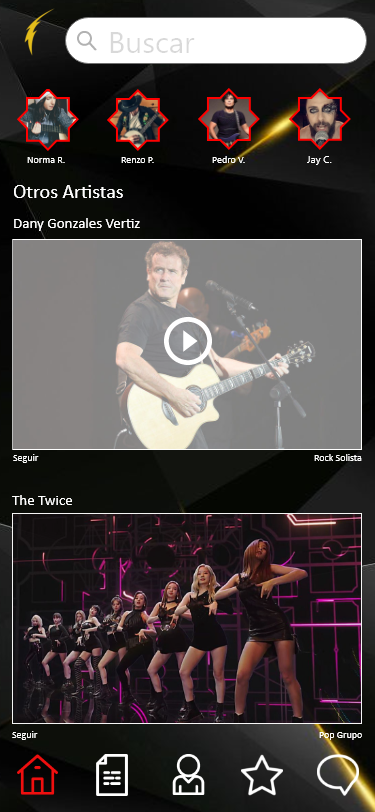 Buscar
Norma R.
Renzo P.
Pedro V.
Jay C.
Otros Artistas
Dany Gonzales Vertiz
Seguir
Rock Solista
The Twice
Seguir
Pop Grupo